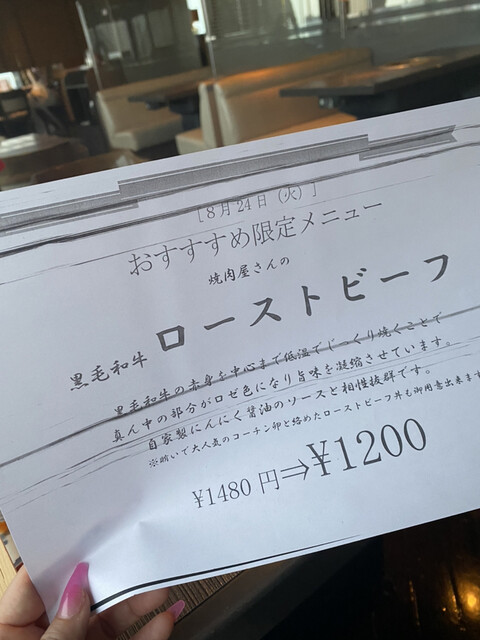 [8月24日（火）]
おすすすめ限定メニュー
焼肉屋さんの
黒毛和牛 ローストビーフ
黒毛和牛の赤身を中心まで低温でじっくり焼くことで
真ん中の部分がロゼ色になり旨味を凝縮させています。
自家製にんにく醤油のソースと相性抜群です。
で大人気のコーチン卵と絡めたローストビーフ丼も御用意出来ます
¥1480円⇒¥1200